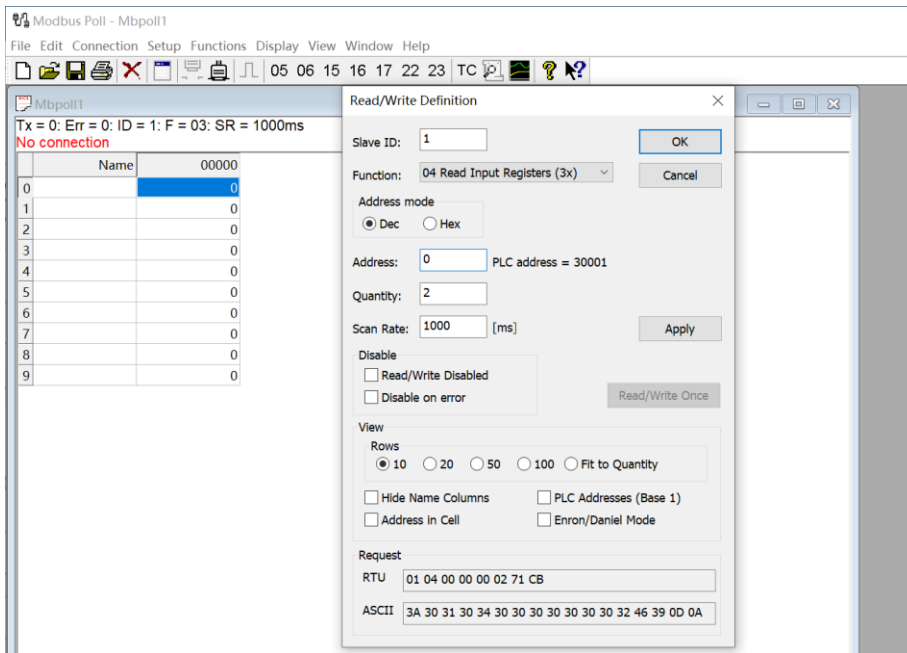 Modbus Poll - Mbpoll1
File Edit Connection Setup Functions Display View Window Help
05 06 15 16 17 22 23 TC
Mbpoll1
Tx = 0: Err = 0: ID = 1: F = 03: SR = 1000ms
No connection
Name 00000
0 0
1 0
2 0
3 0
4 0
5 0
6 0
7 0
8 0
9 0
Read/Write Definition
Slave ID: 1 OK
Function: 04 Read Input Registers (3x) Cancel
Address mode
Dec Hex
Address: 0 PLC address = 30001
Quantity: 2
Scan Rate: 1000 [ms] Apply
Disable
Read/Write Disabled
Disable on error Read/Write Once
View
Rows
10 20 50 100 Fit to Quantity
Hide Name Columns PLC Addresses (Base 1)
Address in Cell Enron/Daniel Mode
Request
RTU 01 04 00 00 00 02 71 CB
ASCII 3A 30 31 30 34 30 30 30 30 30 30 30 32 46 39 0D 0A